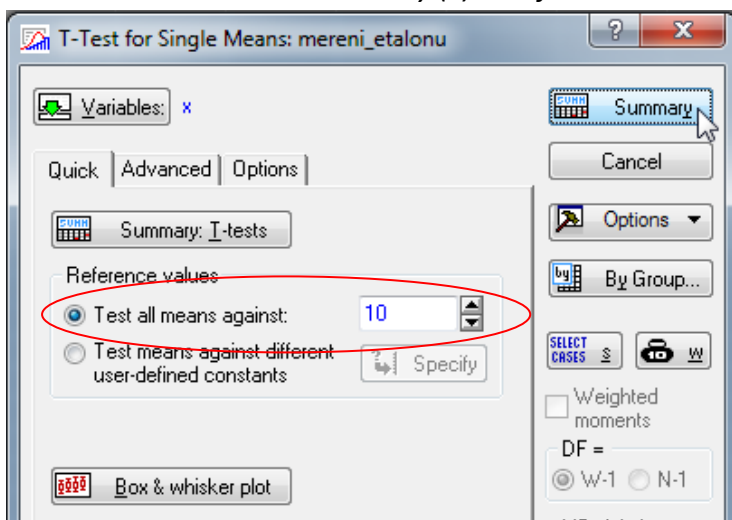 T-Test for Single Means: mereni_etalonu
Variables: x
Summary
Cancel
Quick Advanced Options
Options
Summary: T-tests
By Group...
Reference values
Test all means against: 10
Test means against different
user-defined constants
Specify
SELECT
CASES S W
Weighted
moments
DF =
W-1 N-1
Box & whisker plot